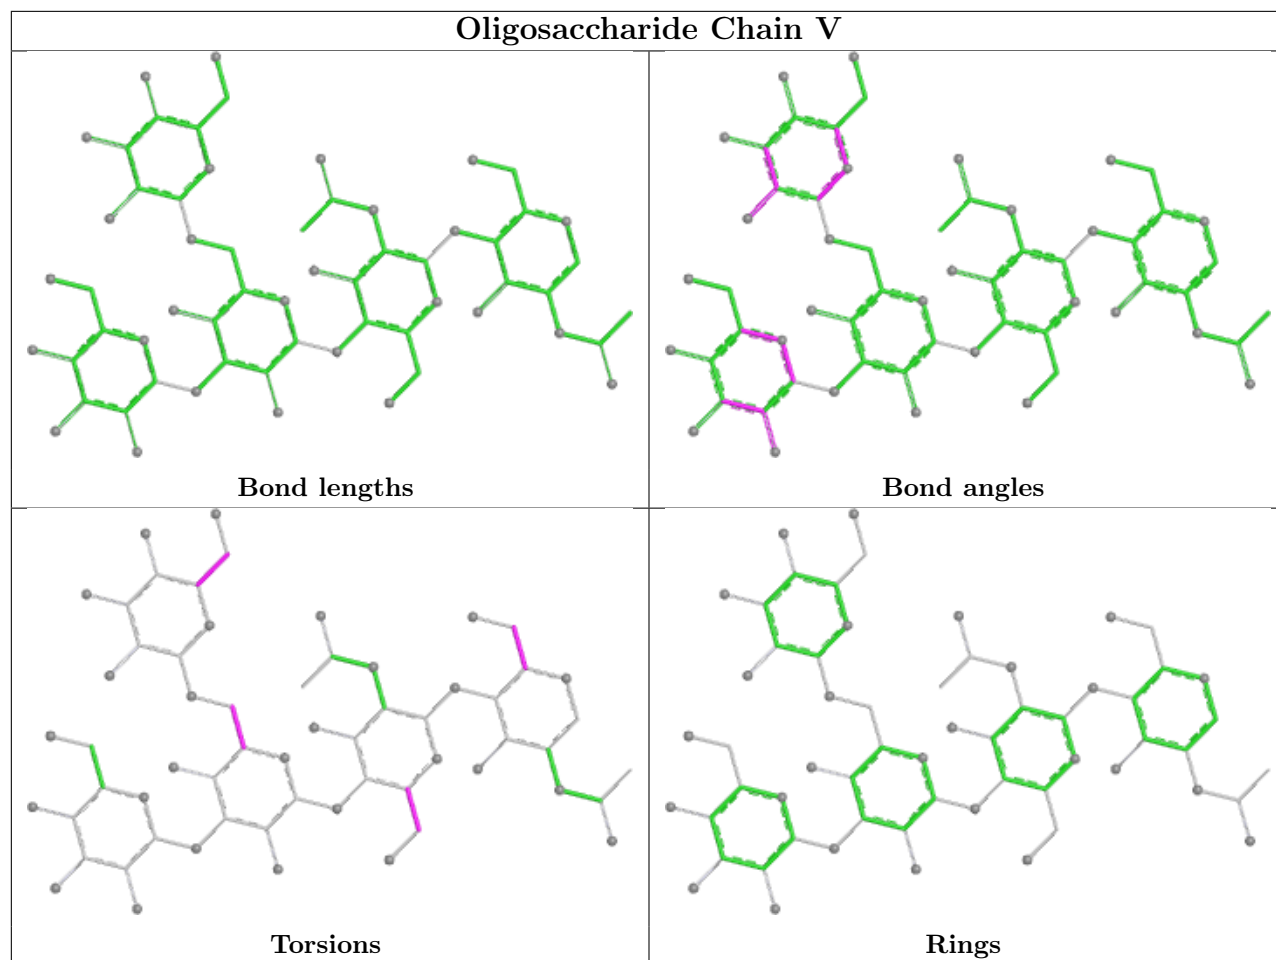 Oligosaccharide Chain V
Bond lengths
Bond angles
Torsions
Rings